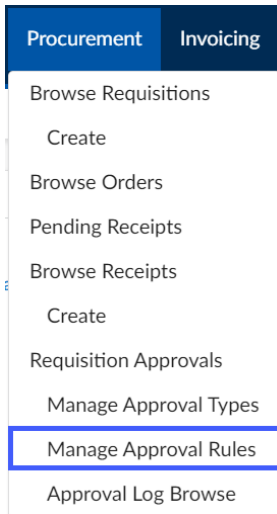 Procurement Invoicing
Browse Requisitions
Create
Browse Orders
Pending Receipts
Browse Receipts
Create
Requisition Approvals
Manage Approval Types
Manage Approval Rules
Approval Log Browse